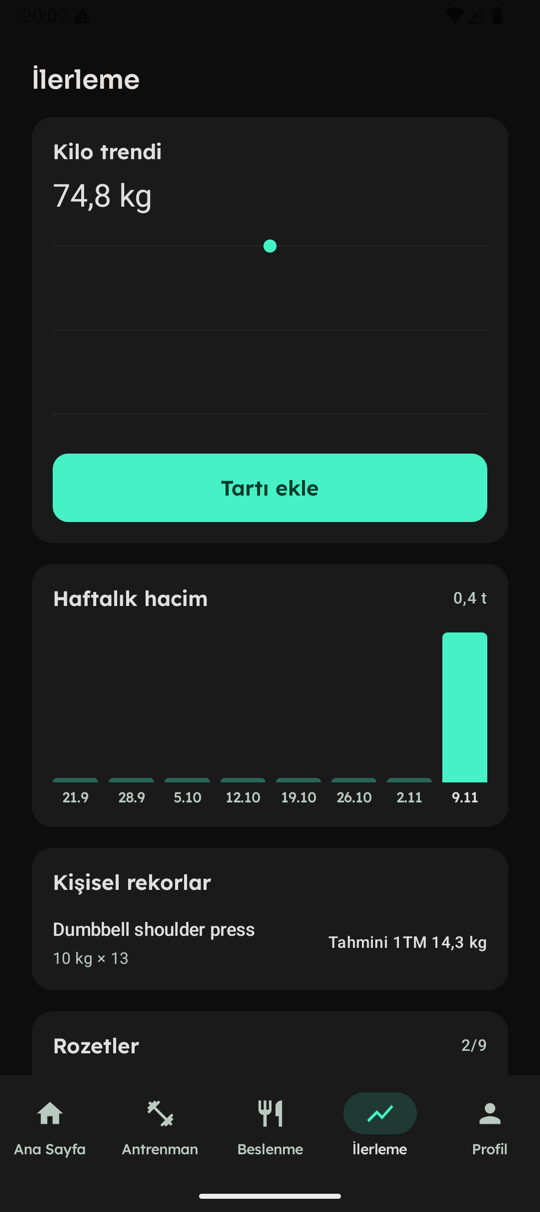 20:02
İlerleme
Kilo trendi
74,8 kg
Tartı ekle
Haftalık hacim
0,4 t
21.9 28.9 5.10 12.10 19.10 26.10 2.11 9.11
Kişisel rekorlar
Dumbbell shoulder press
Tahmini 1TM 14,3 kg
10 kg × 13
Rozetler
2/9
Ana Sayfa Antrenman Beslenme İlerleme Profil